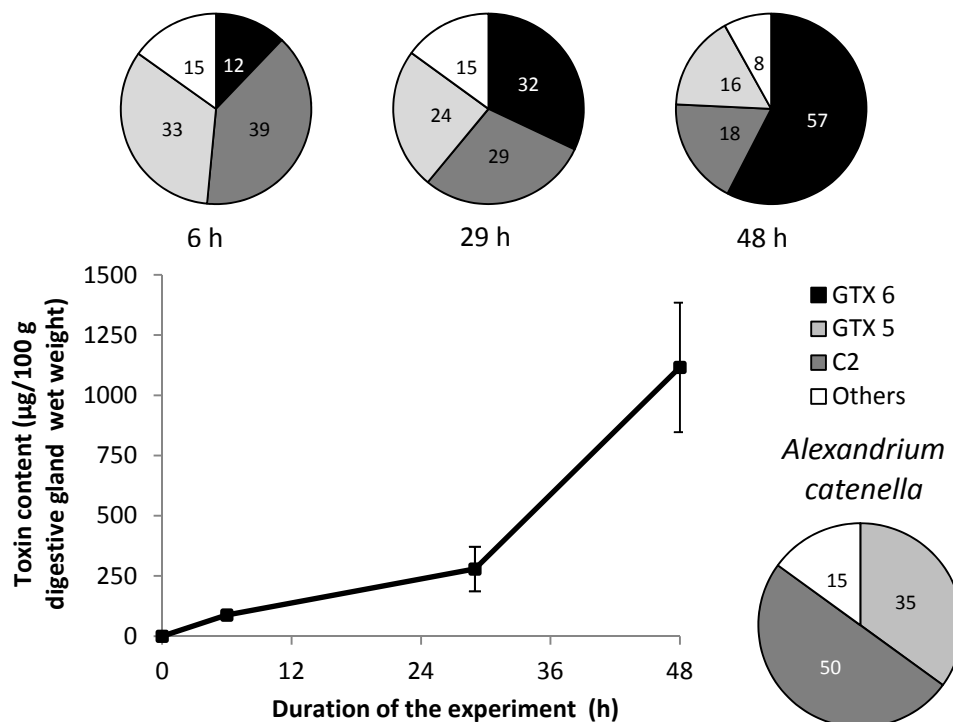 15 12
33 39
15 32
24 29
8
16 57
18
6 h 29 h 48 h
Toxin content (µg/100 g
digestive gland wet weight)
1500
1250
1000
750
500
250
0
0 12 24 36 48
Duration of the experiment (h)
GTX 6
GTX 5
C2
Others
Alexandrium
catenella
15 35
50